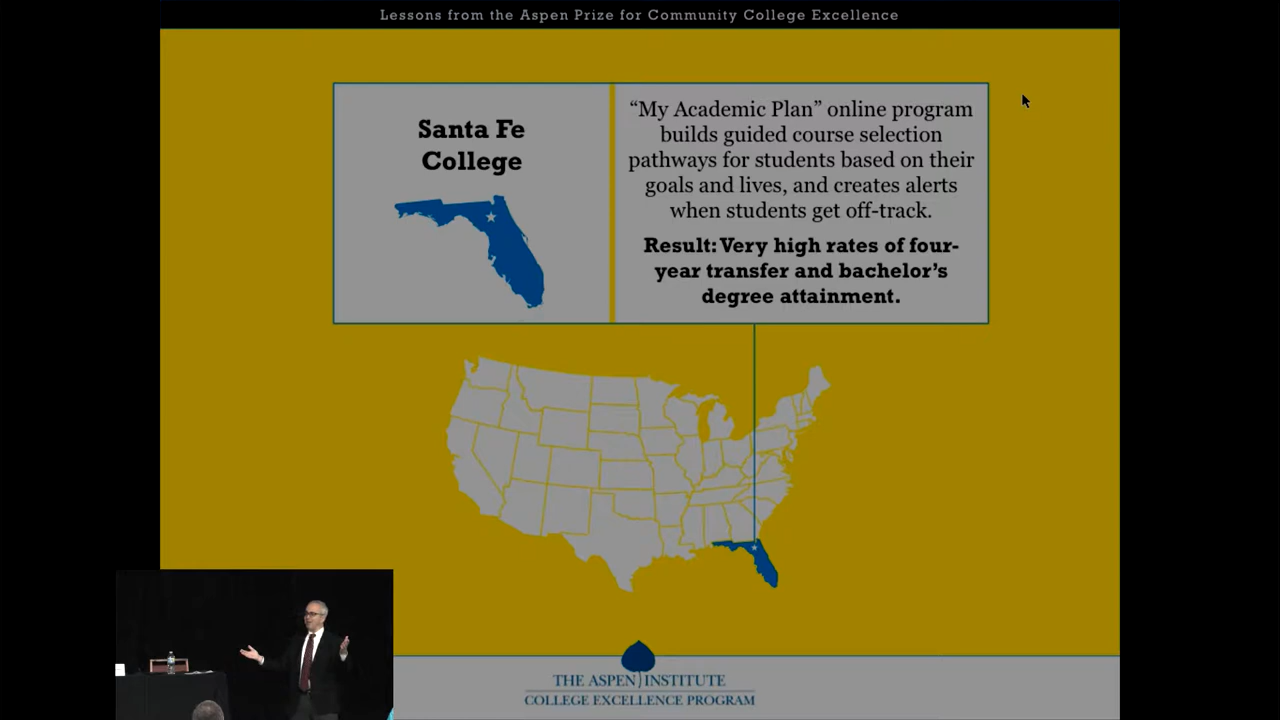 Lessons from the Aspen Prize for Community College Excellence
Santa Fe
College
“My Academic Plan” online program
builds guided course selection
pathways for students based on their
goals and lives, and creates alerts
when students get off-track.
Result: Very high rates of four-
year transfer and bachelor’s
degree attainment.
THE ASPEN INSTITUTE
COLLEGE EXCELLENCE PROGRAM